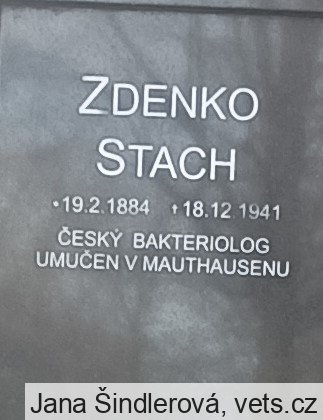 ZDENKO
STACH
*19.2.1884 †18.12.1941
ČESKÝ BAKTERIOLOG
UMUČEN V MAUTHAUSENU
Jana Šindlerová, vets.cz